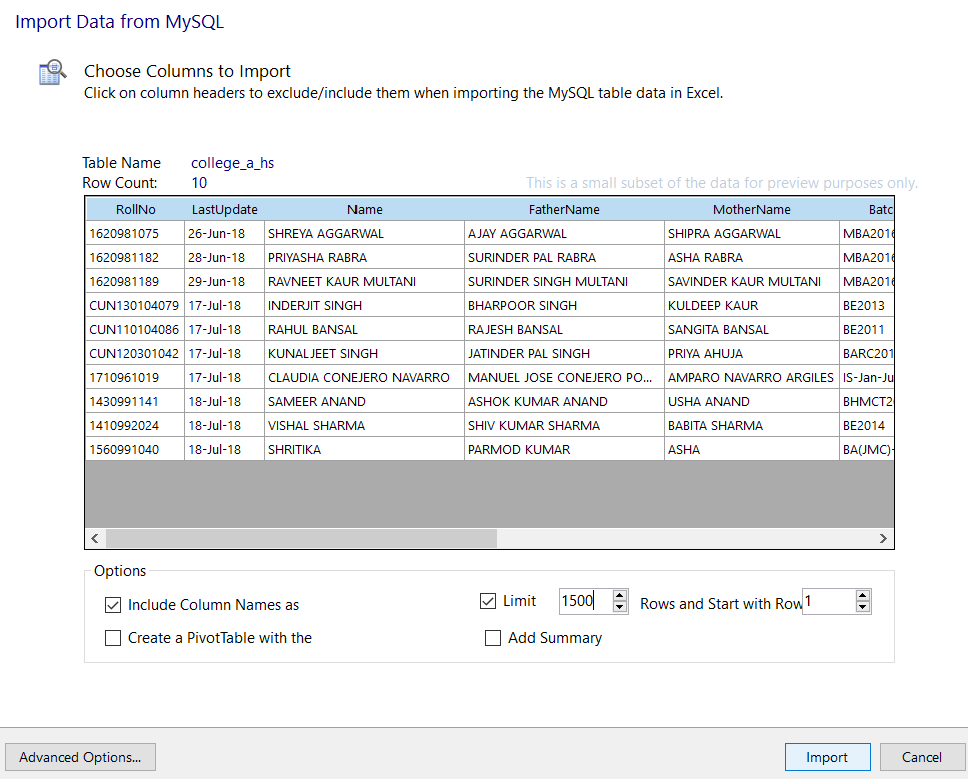 Import Data from MySQL
Choose Columns to Import
Click on column headers to exclude/include them when importing the MySQL table data in Excel.
Table Name college_a_hs
Row Count: 10 This is a small subset of the data for preview purposes only.
RollNo LastUpdate Name FatherName MotherName Batc
1620981075 26-Jun-18 SHREYA AGGARWAL AJAY AGGARWAL SHIPRA AGGARWAL MBA2016
1620981182 28-Jun-18 PRIYASHA RABRA SURINDER PAL RABRA ASHA RABRA MBA2016
1620981189 29-Jun-18 RAVNEET KAUR MULTANI SURINDER SINGH MULTANI SAVINDER KAUR MULTANI MBA2016
CUN130104079 17-Jul-18 INDERJIT SINGH BHARPOOR SINGH KULDEEP KAUR BE2013
CUN110104086 17-Jul-18 RAHUL BANSAL RAJESH BANSAL SANGITA BANSAL BE2011
CUN120301042 17-Jul-18 KUNALJEET SINGH JATINDER PAL SINGH PRIYA AHUJA BARC201
1710961019 17-Jul-18 CLAUDIA CONEJERO NAVARRO MANUEL JOSE CONEJERO PO... AMPARO NAVARRO ARGILES IS-Jan-Ju
1430991141 18-Jul-18 SAMEER ANAND ASHOK KUMAR ANAND USHA ANAND BHMCT2
1410992024 18-Jul-18 VISHAL SHARMA SHIV KUMAR SHARMA BABITA SHARMA BE2014
1560991040 18-Jul-18 SHRITIKA PARMOD KUMAR ASHA BA(JMC)-
Options
Include Column Names as Limit 1500 Rows and Start with Row 1
Create a PivotTable with the Add Summary
Advanced Options... Import Cancel